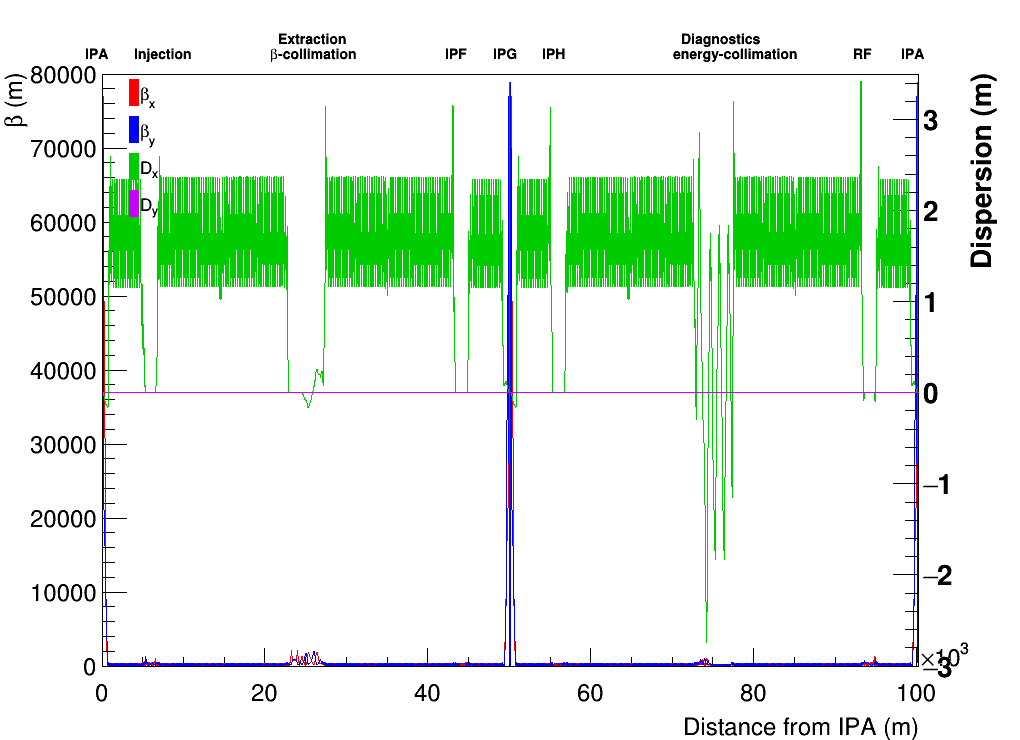 Extraction
Diagnostics
IPA
Injection
β-collimation
IPF
IPG
IPH
energy-collimation
RF
IPA
β (m)
80000
70000
60000
50000
40000
30000
20000
10000
0
βx
βy
Dx
Dy
Dispersion (m)
3
2
1
0
−1
−2
−3
×10³
0
20
40
60
80
100
Distance from IPA (m)